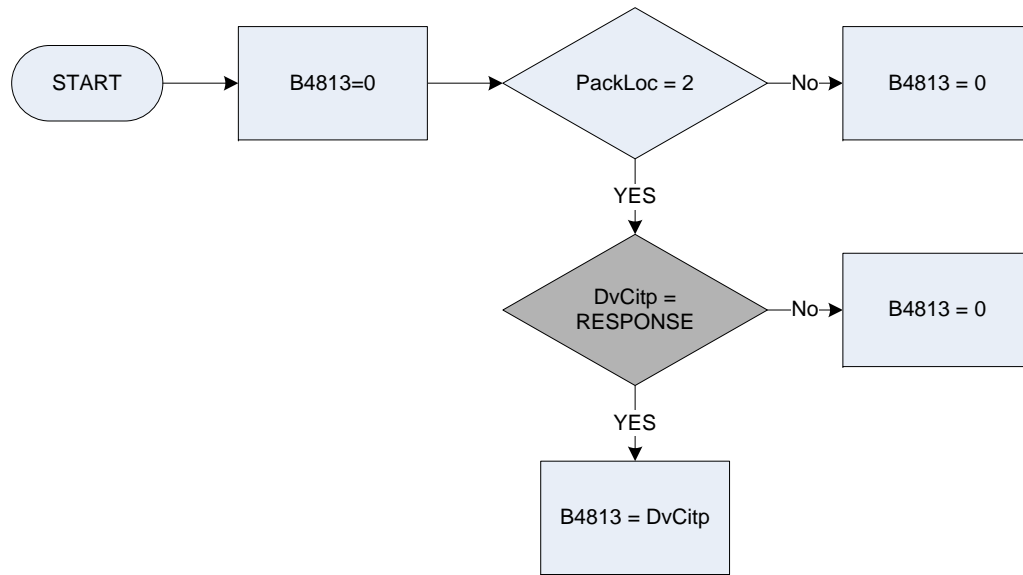 START
B4813=0
PackLoc = 2
No
B4813 = 0
YES
DvCitp =
RESPONSE
No
B4813 = 0
YES
B4813 = DvCitp